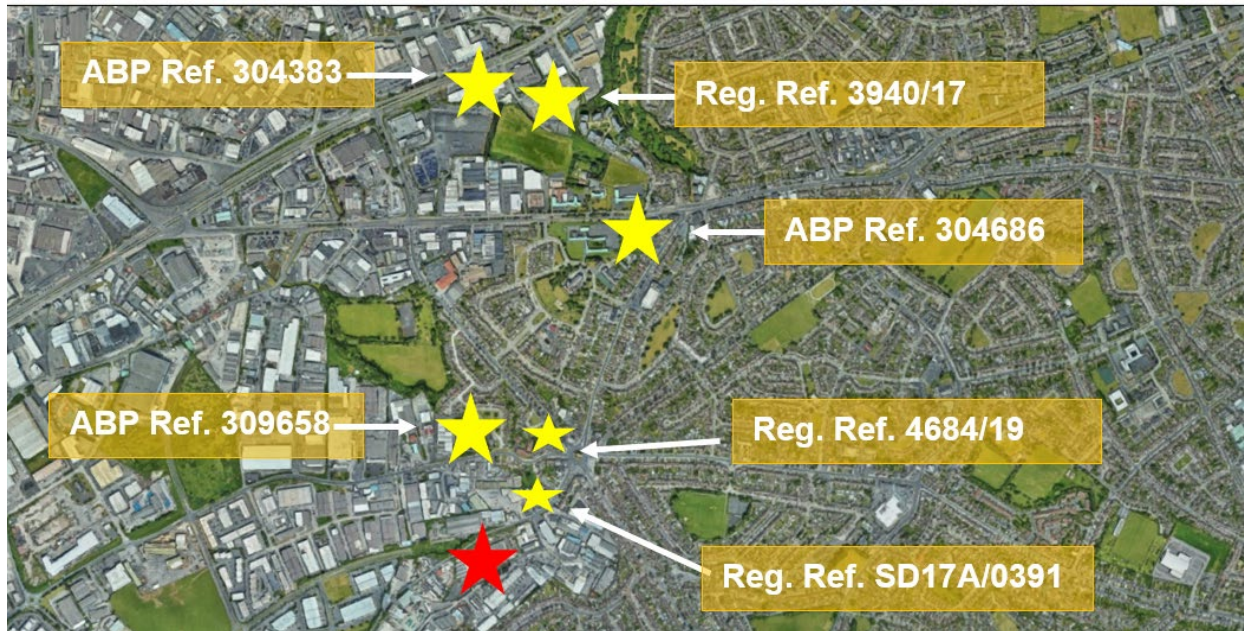 ABP Ref. 304383
Reg. Ref. 3940/17
ABP Ref. 304686
ABP Ref. 309658
Reg. Ref. 4684/19
Reg. Ref. SD17A/0391